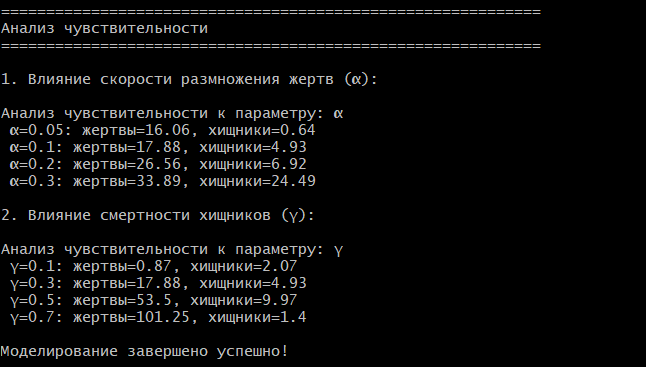 ============================================================
Анализ чувствительности
============================================================
1. Влияние скорости размножения жертв (α):
Анализ чувствительности к параметру: α
α=0.05: жертвы=16.06, хищники=0.64
α=0.1: жертвы=17.88, хищники=4.93
α=0.2: жертвы=26.56, хищники=6.92
α=0.3: жертвы=33.89, хищники=24.49
2. Влияние смертности хищников (γ):
Анализ чувствительности к параметру: γ
γ=0.1: жертвы=0.87, хищники=2.07
γ=0.3: жертвы=17.88, хищники=4.93
γ=0.5: жертвы=53.5, хищники=9.97
γ=0.7: жертвы=101.25, хищники=1.4
Моделирование завершено успешно!